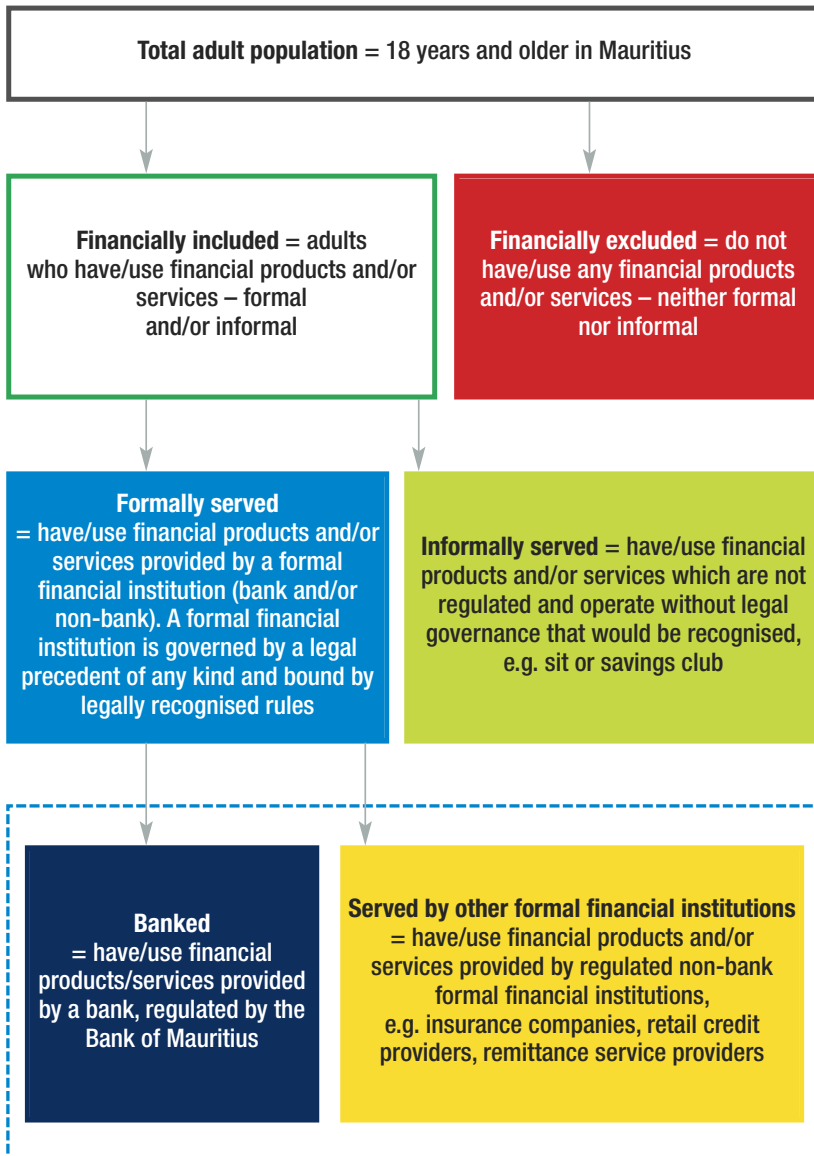 Total adult population = 18 years and older in Mauritius
Financially included = adults
who have/use financial products and/or
services – formal
and/or informal
Financially excluded = do not
have/use any financial products
and/or services – neither formal
nor informal
Formally served
= have/use financial products and/or
services provided by a formal
financial institution (bank and/or
non-bank). A formal financial
institution is governed by a legal
precedent of any kind and bound by
legally recognised rules
Informally served = have/use financial
products and/or services which are not
regulated and operate without legal
governance that would be recognised,
e.g. sit or savings club
Banked
= have/use financial
products/services provided
by a bank, regulated by the
Bank of Mauritius
Served by other formal financial institutions
= have/use financial products and/or
services provided by regulated non-bank
formal financial institutions,
e.g. insurance companies, retail credit
providers, remittance service providers